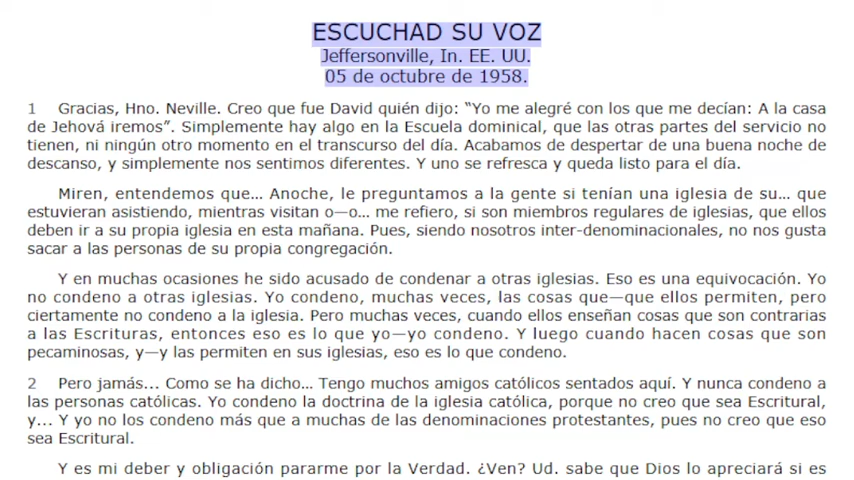 ESCUCHAD SU VOZ
Jeffersonville, In. EE. UU.
05 de octubre de 1958.
1 Gracias, Hno. Neville. Creo que fue David quién dijo: “Yo me alegré con los que me decían: A la casa
de Jehová iremos”. Simplemente hay algo en la Escuela dominical, que las otras partes del servicio no
tienen, ni ningún otro momento en el transcurso del día. Acabamos de despertar de una buena noche de
descanso, y simplemente nos sentimos diferentes. Y uno se refresca y queda listo para el día.
Miren, entendemos que... Anoche, le preguntamos a la gente si tenían una iglesia de su... que
estuvieran asistiendo, mientras visitan o—o... me refiero, si son miembros regulares de iglesias, que ellos
deben ir a su propia iglesia en esta mañana. Pues, siendo nosotros inter-denominacionales, no nos gusta
sacar a las personas de su propia congregación.
Y en muchas ocasiones he sido acusado de condenar a otras iglesias. Eso es una equivocación. Yo
no condeno a otras iglesias. Yo condeno, muchas veces, las cosas que—que ellos permiten, pero
ciertamente no condeno a la iglesia. Pero muchas veces, cuando ellos enseñan cosas que son contrarias
a las Escrituras, entonces eso es lo que yo—yo condeno. Y luego cuando hacen cosas que son
pecaminosas, y—y las permiten en sus iglesias, eso es lo que condeno.
2 Pero jamás... Como se ha dicho... Tengo muchos amigos católicos sentados aquí. Y nunca condeno a
las personas católicas. Yo condeno la doctrina de la iglesia católica, porque no creo que sea Escritural,
y... Y yo no los condeno más que a muchas de las denominaciones protestantes, pues no creo que eso
sea Escritural.
Y es mi deber y obligación pararme por la Verdad. ¿Ven? Ud. sabe que Dios lo apreciará si es